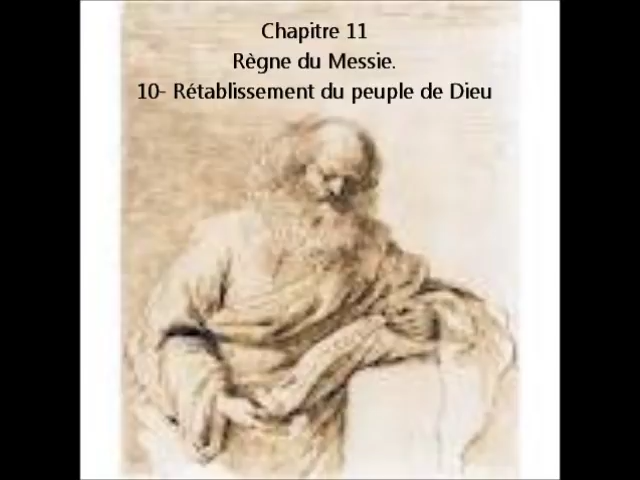 Chapitre 11
Règne du Messie.
10- Rétablissement du peuple de Dieu